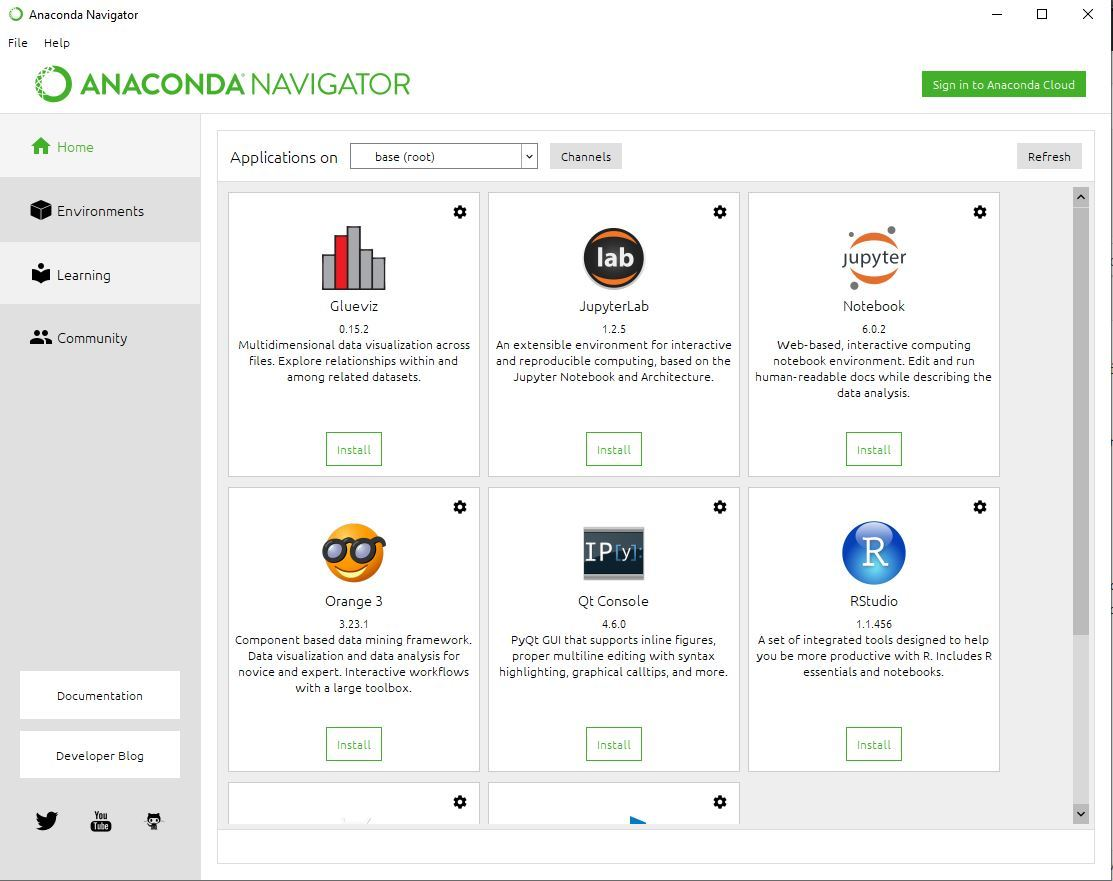 Anaconda Navigator
File Help
ANACONDA NAVIGATOR
Sign in to Anaconda Cloud
Home
Environments
Learning
Community
Documentation
Developer Blog
You
Tube
Applications on
base (root)
Channels
Refresh
Glueviz
0.15.2
Multidimensional data visualization across
files. Explore relationships within and
among related datasets.
Install
lab
JupyterLab
1.2.5
An extensible environment for interactive
and reproducible computing, based on the
Jupyter Notebook and Architecture.
Install
jupyter
Notebook
6.0.2
Web-based, interactive computing
notebook environment. Edit and run
human-readable docs while describing the
data analysis.
Install
Orange 3
3.23.1
Component based data mining framework.
Data visualization and data analysis for
novice and expert. Interactive workflows
with a large toolbox.
Install
IP[y]:
Qt Console
4.6.0
PyQt GUI that supports inline figures,
proper multiline editing with syntax
highlighting, graphical calltips, and more.
Install
R
RStudio
1.1.456
A set of integrated tools designed to help
you be more productive with R. Includes R
essentials and notebooks.
Install